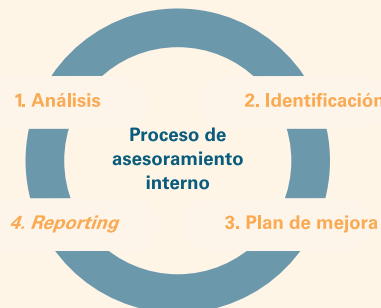 1. Análisis
2. Identificación
Proceso de
asesoramiento
interno
4. Reporting
3. Plan de mejora